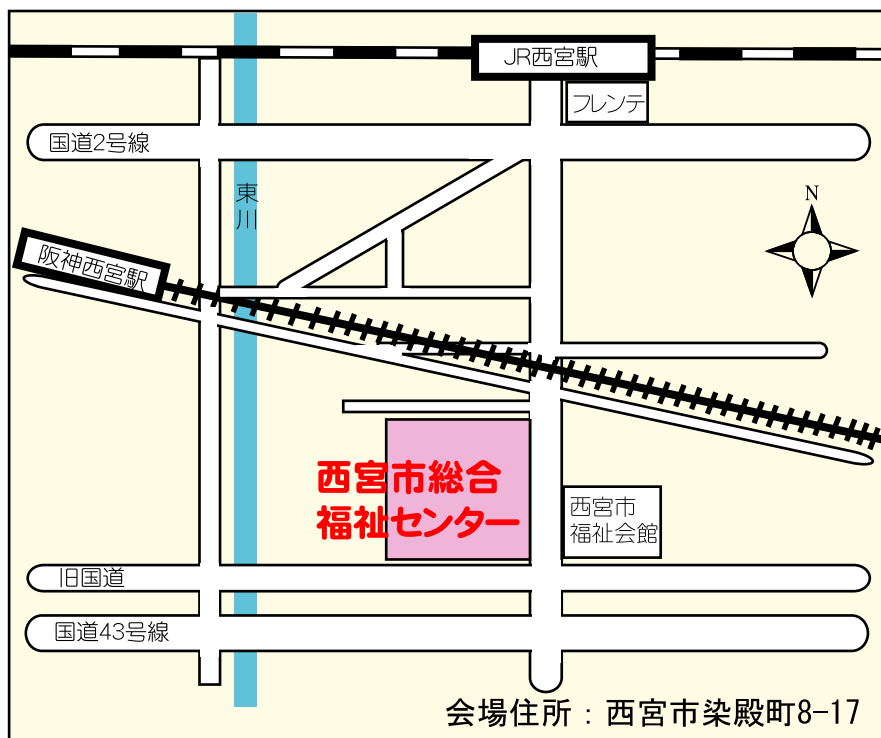 JR西宮駅
フレンテ
国道2号線
東川
N
阪神西宮駅
西宮市総合
福祉センター
西宮市
福祉会館
旧国道
国道43号線
会場住所：西宮市染殿町8-17